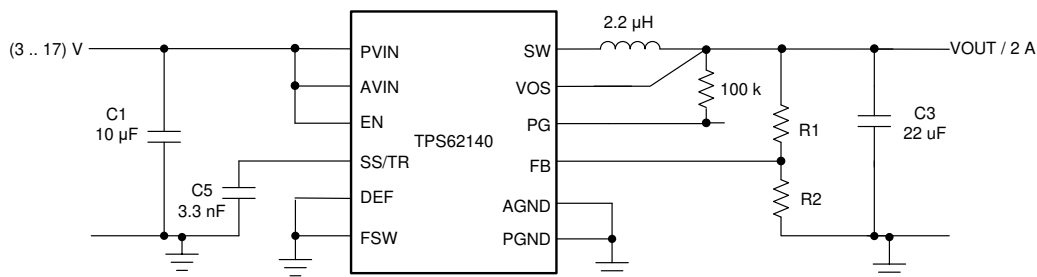 2.2 µH
(3 .. 17) V
PVIN
SW
VOUT / 2 A
AVIN
VOS
100 k
C1
10 µF
EN
PG
C3
22 uF
TPS62140
R1
SS/TR
FB
C5
3.3 nF
DEF
R2
AGND
FSW
PGND